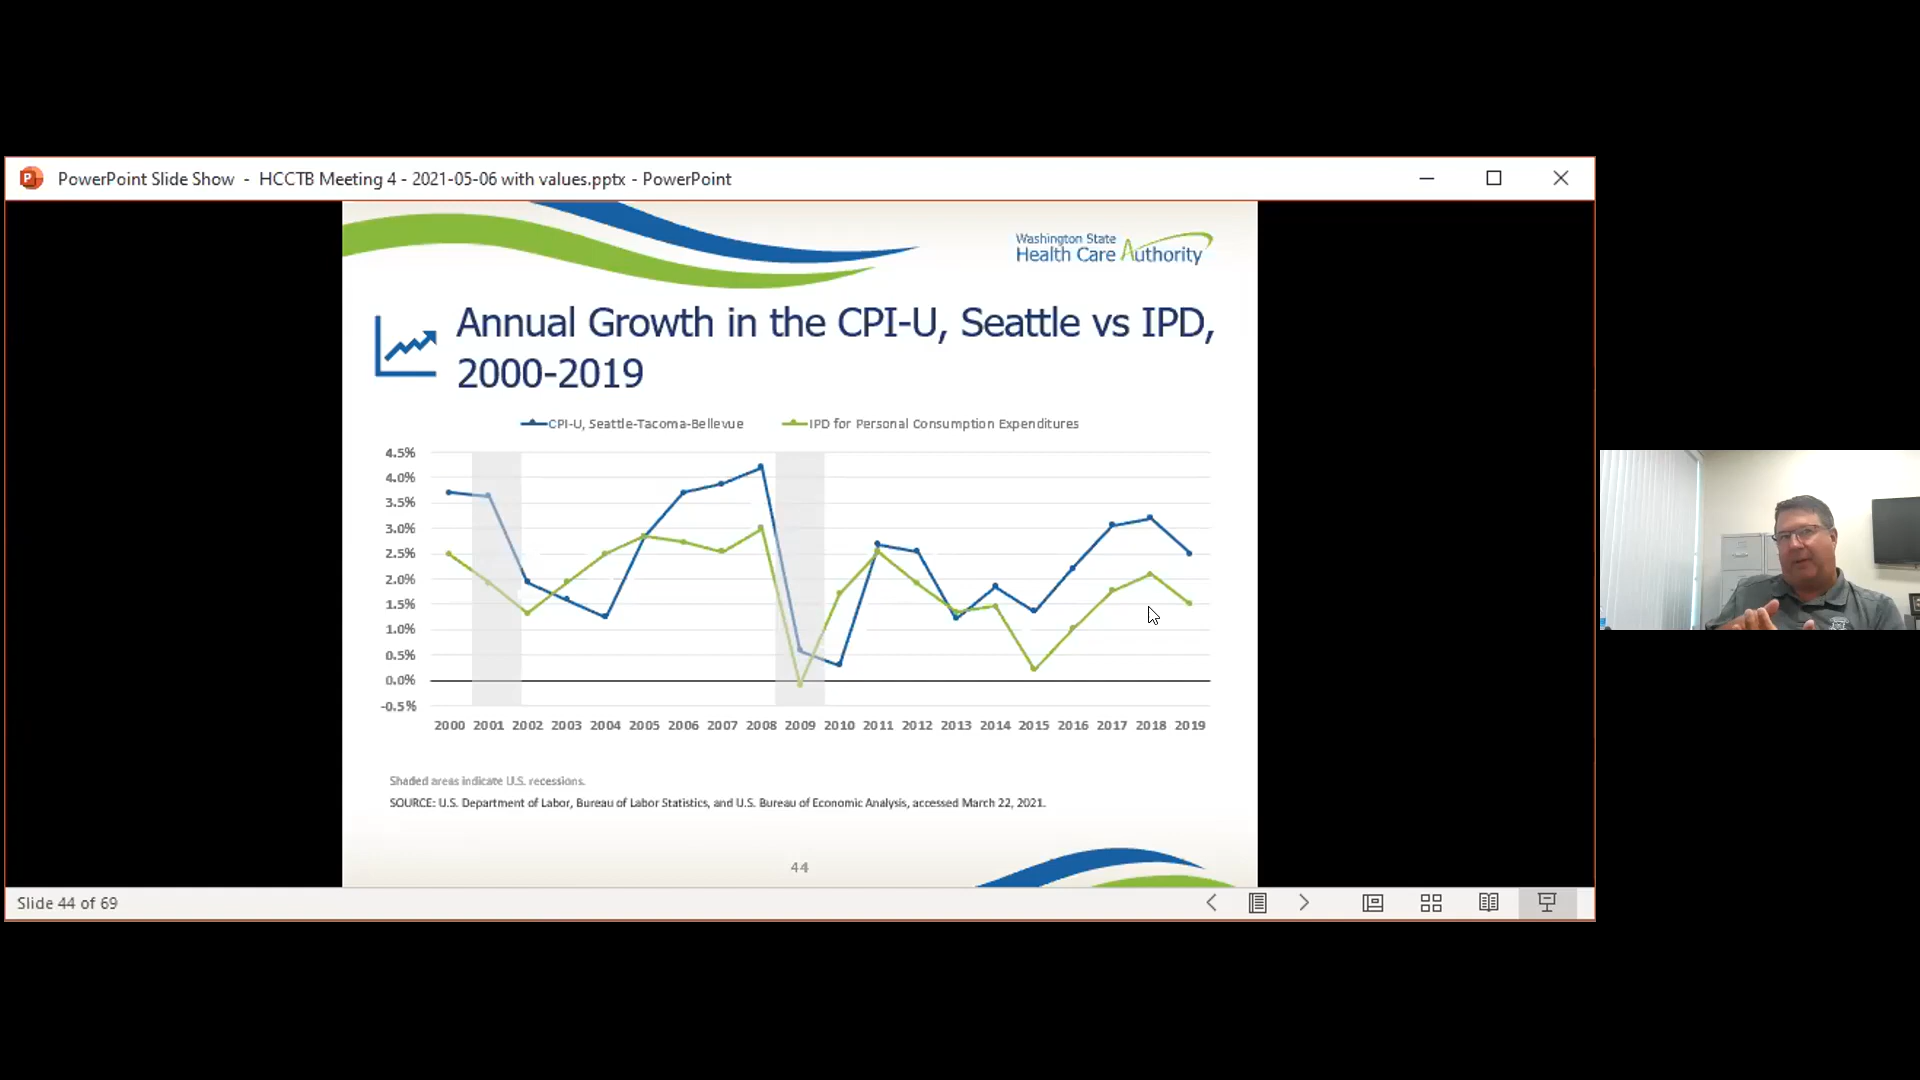 PowerPoint Slide Show - HCCTB Meeting 4 - 2021-05-06 with values.pptx - PowerPoint
Washington State
Health Care Authority
Annual Growth in the CPI-U, Seattle vs IPD,
2000-2019
CPI-U, Seattle-Tacoma-Bellevue IPD for Personal Consumption Expenditures
4.5%
4.0%
3.5%
3.0%
2.5%
2.0%
1.5%
1.0%
0.5%
0.0%
-0.5%
2000 2001 2002 2003 2004 2005 2006 2007 2008 2009 2010 2011 2012 2013 2014 2015 2016 2017 2018 2019
Shaded areas indicate U.S. recessions.
SOURCE: U.S. Department of Labor, Bureau of Labor Statistics, and U.S. Bureau of Economic Analysis, accessed March 22, 2021.
44
Slide 44 of 69